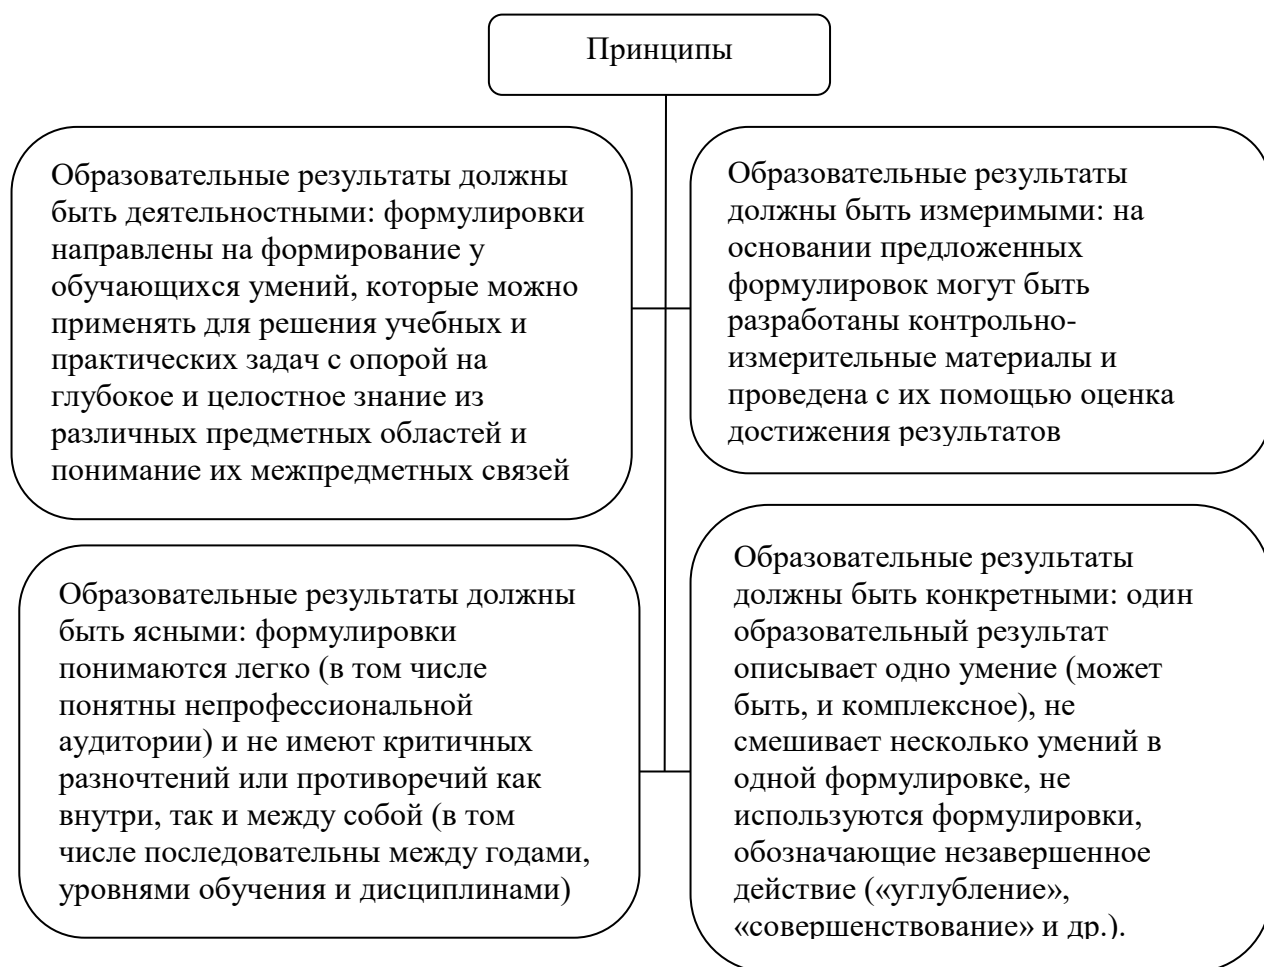 Принципы
Образовательные результаты должны
быть деятельностными: формулировки
направлены на формирование у
обучающихся умений, которые можно
применять для решения учебных и
практических задач с опорой на
глубокое и целостное знание из
различных предметных областей и
понимание их межпредметных связей
Образовательные результаты
должны быть измеримыми: на
основании предложенных
формулировок могут быть
разработаны контрольно-
измерительные материалы и
проведена с их помощью оценка
достижения результатов
Образовательные результаты должны
быть ясными: формулировки
понимаются легко (в том числе
понятны непрофессиональной
аудитории) и не имеют критичных
разночтений или противоречий как
внутри, так и между собой (в том
числе последовательны между годами,
уровнями обучения и дисциплинами)
Образовательные результаты
должны быть конкретными: один
образовательный результат
описывает одно умение (может
быть, и комплексное), не
смешивает несколько умений в
одной формулировке, не
используются формулировки,
обозначающие незавершенное
действие («углубление»,
«совершенствование» и др.).